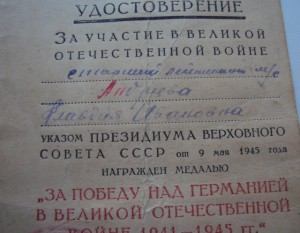 УДОСТОВЕРЕНИЕ
ЗА УЧАСТИЕ В ВЕЛИКОЙ
ОТЕЧЕСТВЕННОЙ ВОЙНЕ
старший лейтенант м/с
Клавдия Ивановна
УКАЗОМ ПРЕЗИДИУМА ВЕРХОВНОГО
СОВЕТА СССР от 9 мая 1945 года
НАГРАЖДЕН МЕДАЛЬЮ
„ЗА ПОБЕДУ НАД ГЕРМАНИЕЙ
В ВЕЛИКОЙ ОТЕЧЕСТВЕННОЙ
ВОЙНЕ 1941—1945 гг."